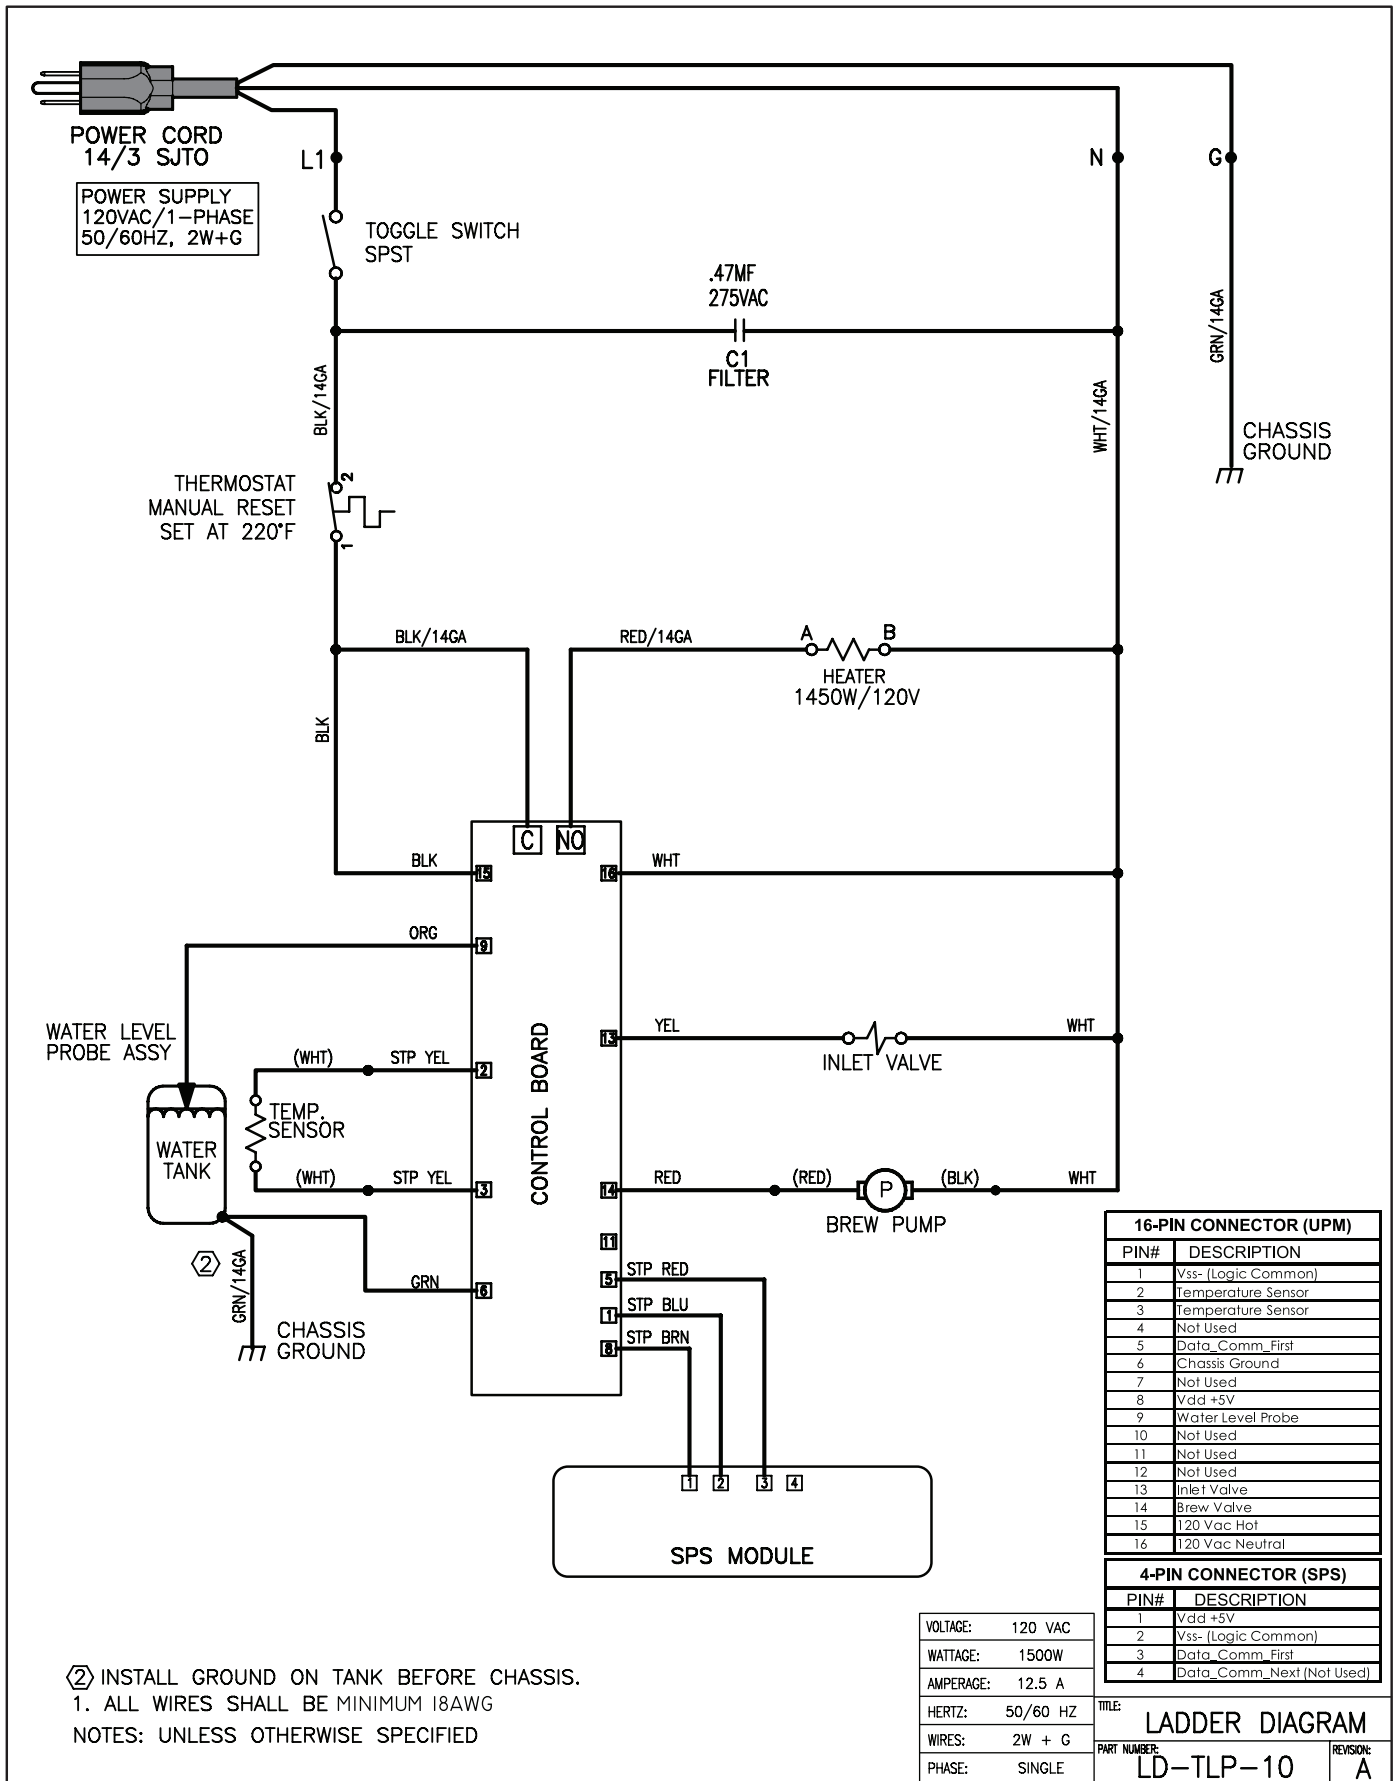 POWER CORD
14/3 SJTO
POWER SUPPLY
120VAC/1-PHASE
50/60HZ, 2W+G
L1
N
G
TOGGLE SWITCH
SPST
.47MF
275VAC
C1
FILTER
BLK/14GA
WHT/14GA
GRN/14GA
CHASSIS
GROUND
THERMOSTAT
MANUAL RESET
SET AT 220°F
2
1
BLK/14GA
RED/14GA
A
B
HEATER
1450W/120V
BLK
C
NO
BLK
15
16
WHT
ORG
9
WATER LEVEL
PROBE ASSY
CONTROL BOARD
13
YEL
INLET VALVE
WHT
(WHT)
STP YEL
2
TEMP.
SENSOR
WATER
TANK
(WHT)
STP YEL
3
14
RED
(RED)
P
(BLK)
WHT
BREW PUMP
11
2
GRN/14GA
GRN
6
CHASSIS
GROUND
5
STP RED
1
STP BLU
8
STP BRN
1
2
3
4
SPS MODULE
16-PIN CONNECTOR (UPM)
PIN# DESCRIPTION
1 Vss- (Logic Common)
2 Temperature Sensor
3 Temperature Sensor
4 Not Used
5 Data_Comm_First
6 Chassis Ground
7 Not Used
8 Vdd +5V
9 Water Level Probe
10 Not Used
11 Not Used
12 Not Used
13 Inlet Valve
14 Brew Valve
15 120 Vac Hot
16 120 Vac Neutral
4-PIN CONNECTOR (SPS)
PIN# DESCRIPTION
1 Vdd +5V
2 Vss- (Logic Common)
3 Data_Comm_First
4 Data_Comm_Next (Not Used)
2 INSTALL GROUND ON TANK BEFORE CHASSIS.
1. ALL WIRES SHALL BE MINIMUM 18AWG
NOTES: UNLESS OTHERWISE SPECIFIED
VOLTAGE: 120 VAC
WATTAGE: 1500W
AMPERAGE: 12.5 A
HERTZ: 50/60 HZ
WIRES: 2W + G
PHASE: SINGLE
TITLE:
LADDER DIAGRAM
PART NUMBER:
LD-TLP-10
REVISION:
A